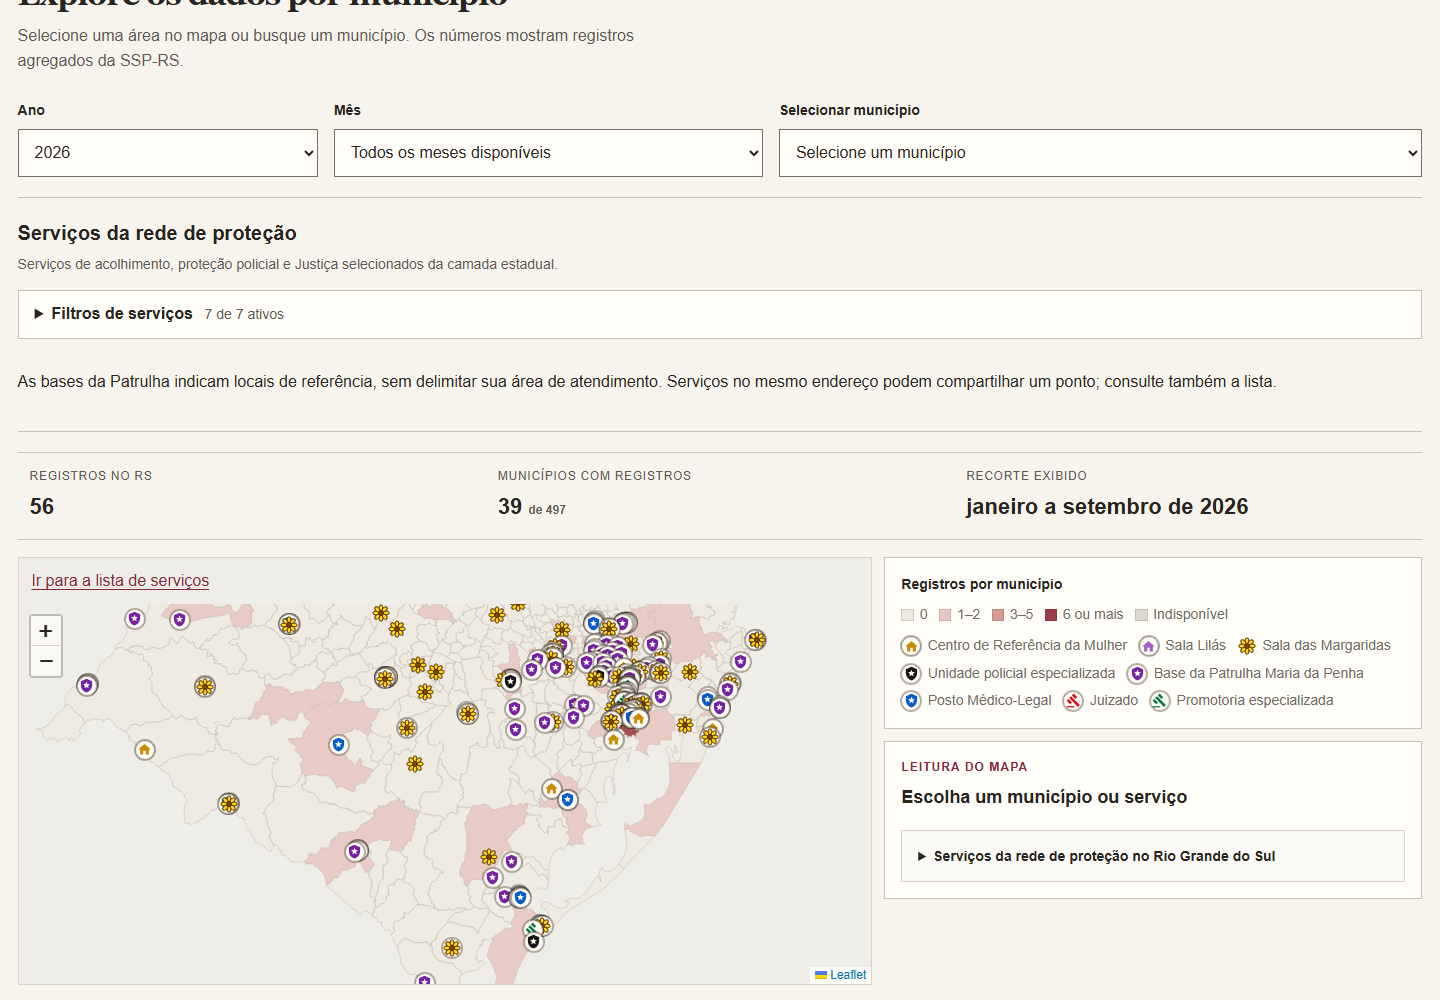 Explore os dados por município
Selecione uma área no mapa ou busque um município. Os números mostram registros
agregados da SSP-RS.
Ano
Mês
Selecionar município
2026
Todos os meses disponíveis
Selecione um município
Serviços da rede de proteção
Serviços de acolhimento, proteção policial e Justiça selecionados da camada estadual.
Filtros de serviços 7 de 7 ativos
As bases da Patrulha indicam locais de referência, sem delimitar sua área de atendimento. Serviços no mesmo endereço podem compartilhar um ponto; consulte também a lista.
REGISTROS NO RS
56
MUNICÍPIOS COM REGISTROS
39 de 497
RECORTE EXIBIDO
janeiro a setembro de 2026
Ir para a lista de serviços
+
−
Leaflet
Registros por município
0 1–2 3–5 6 ou mais Indisponível
Centro de Referência da Mulher Sala Lilás Sala das Margaridas
Unidade policial especializada Base da Patrulha Maria da Penha
Posto Médico-Legal Juizado Promotoria especializada
LEITURA DO MAPA
Escolha um município ou serviço
Serviços da rede de proteção no Rio Grande do Sul